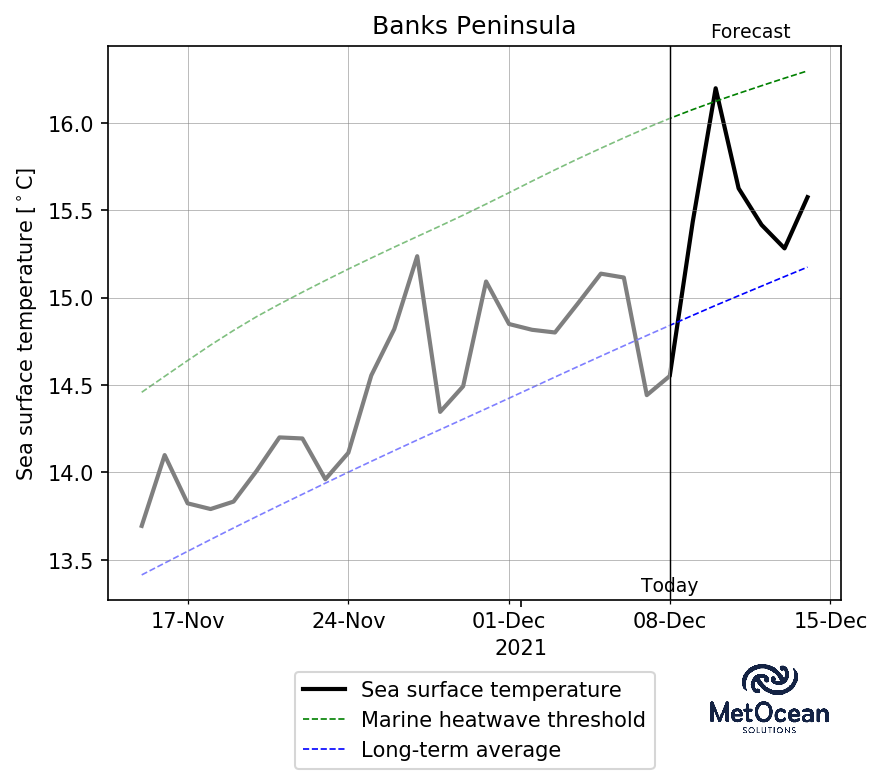 Banks Peninsula
Forecast
Sea surface temperature [°C]
16.0
15.5
15.0
14.5
14.0
13.5
Today
17-Nov 24-Nov 01-Dec 08-Dec 15-Dec
2021
Sea surface temperature
Marine heatwave threshold
Long-term average
MetOcean
SOLUTIONS